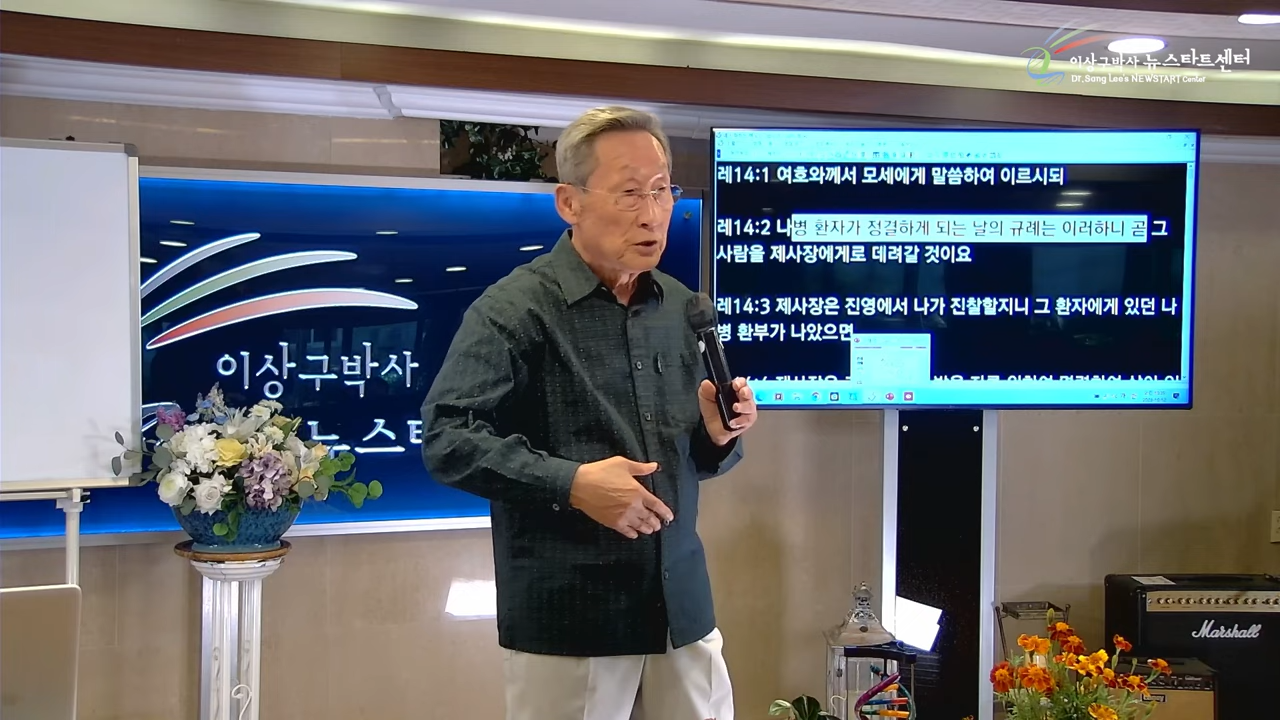 이상구박사 뉴스타트센터
Dr. Sang Lee's NEWSTART Center
레14:1 여호와께서 모세에게 말씀하여 이르시되
레14:2 나병 환자가 정결하게 되는 날의 규례는 이러하니 곧 그
사람을 제사장에게로 데려갈 것이요
레14:3 제사장은 진영에서 나가 진찰할지니 그 환자에게 있던 나
병 환부가 나았으면
이상구박사
뉴스타
Marshall